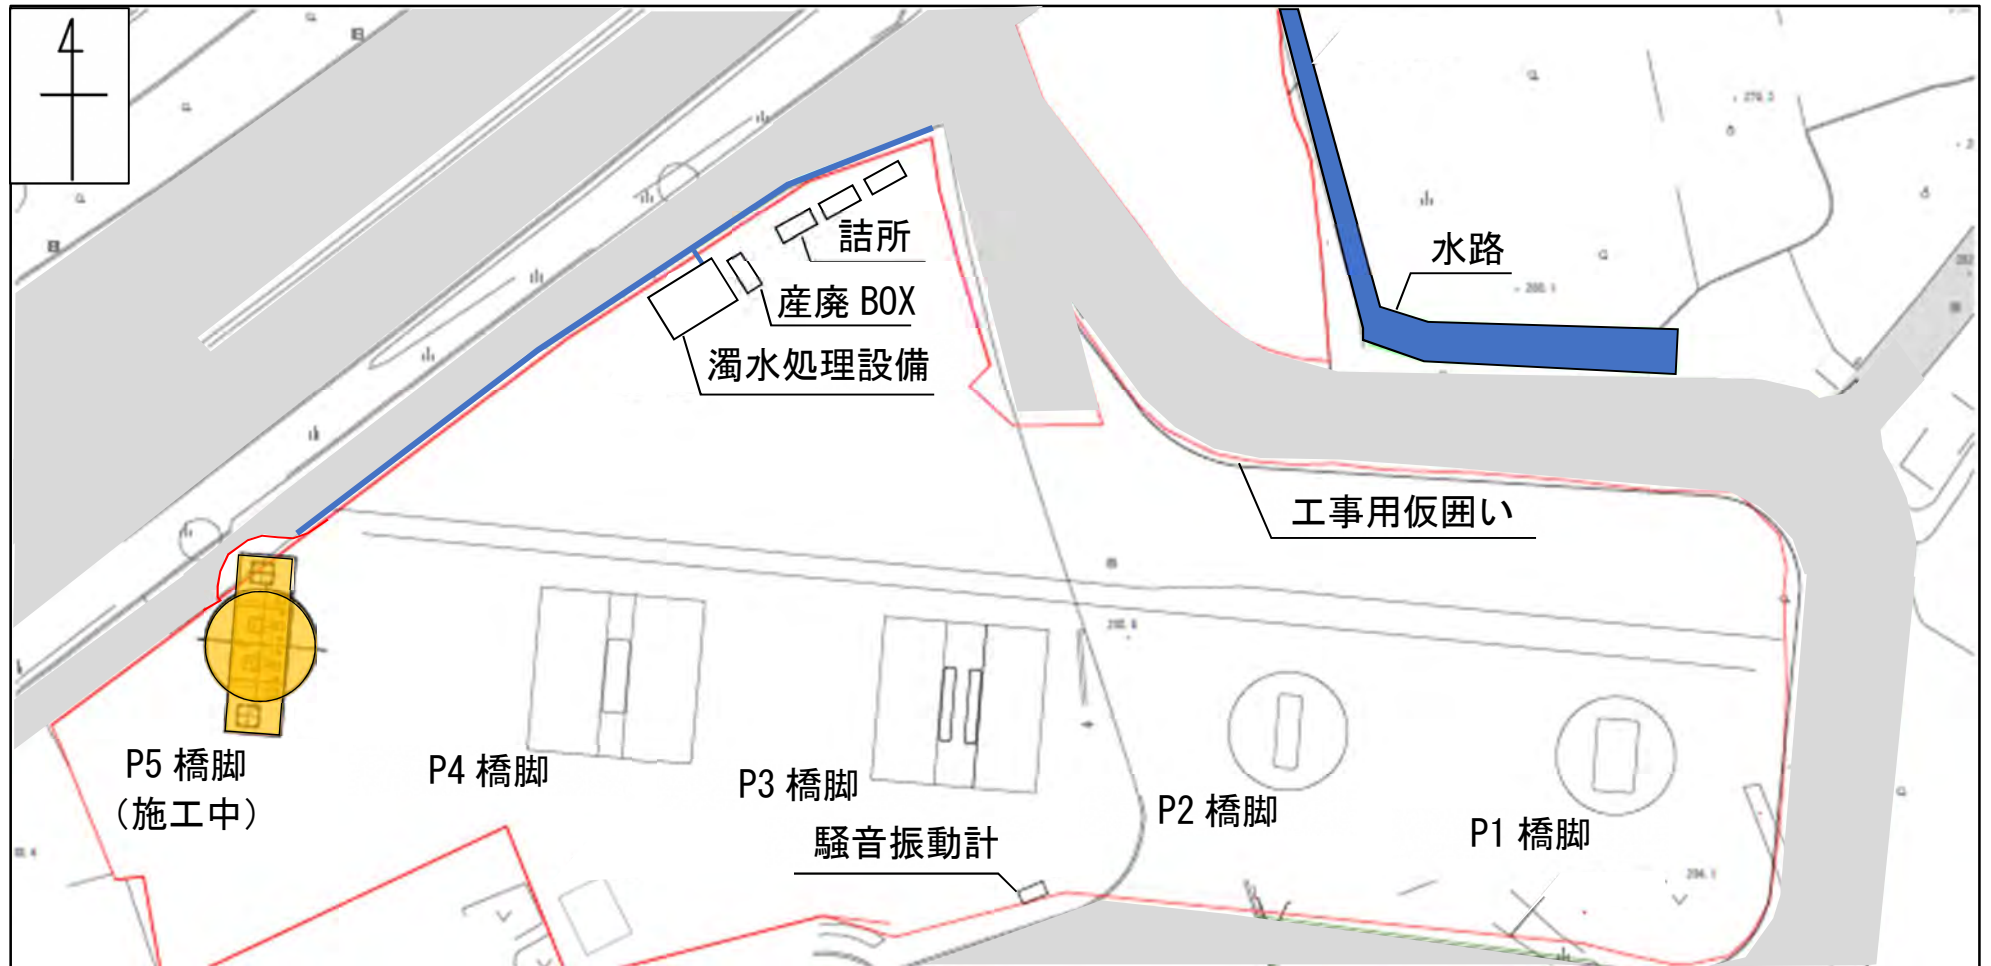 詰所
水路
産廃 BOX
濁水処理設備
工事用仮囲い
P5 橋脚
（施工中）
P4 橋脚
P3 橋脚
P2 橋脚
P1 橋脚
騒音振動計